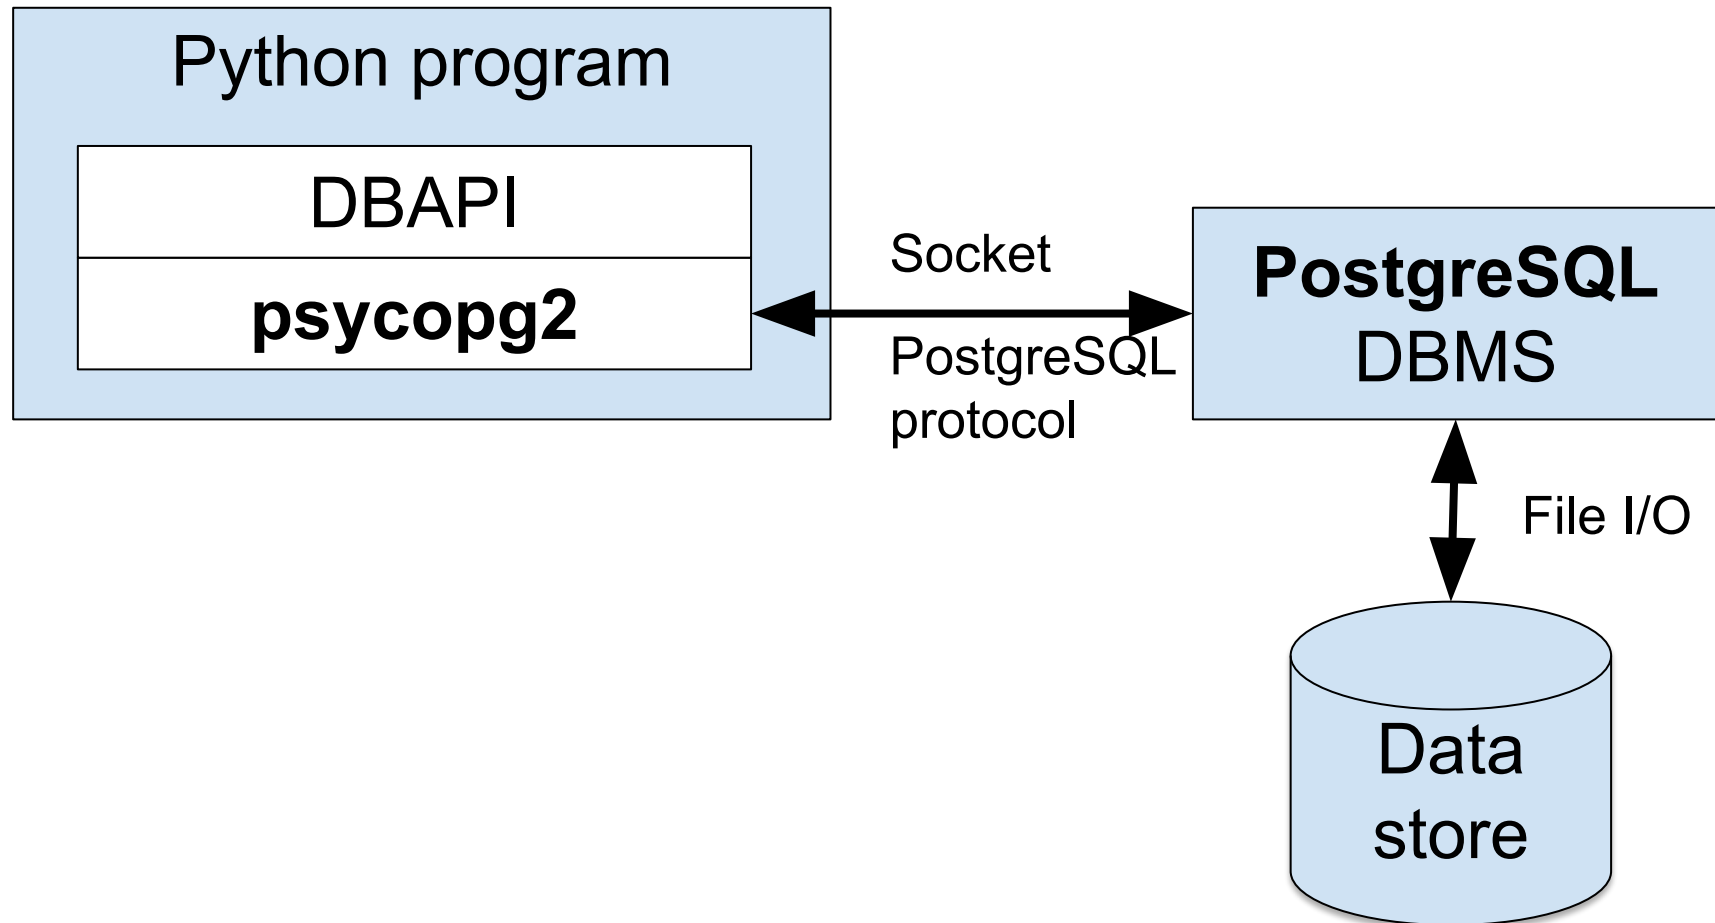 Python program
DBAPI
psycopg2
Socket
PostgreSQL
protocol
PostgreSQL
DBMS
File I/O
Data
store